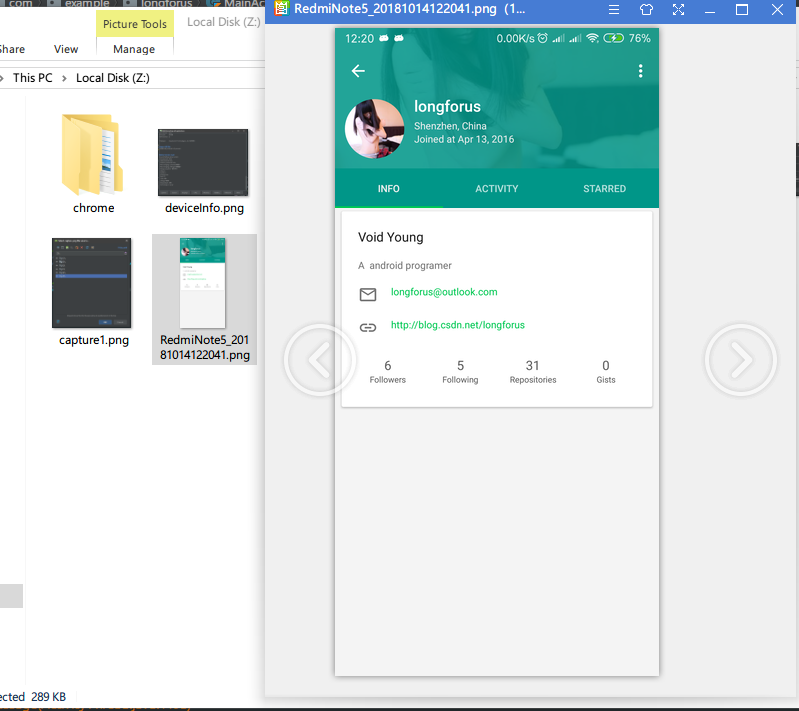 com
example
longforus
MainAc
Picture Tools
Local Disk (Z:)
Share
View
Manage
This PC > Local Disk (Z:)
chrome
deviceInfo.png
capture1.png
RedmiNote5_20181014122041.png
ected 289 KB
RedmiNote5_20181014122041.png (1...
12:20
0.00K/s
76%
longforus
Shenzhen, China
Joined at Apr 13, 2016
INFO
ACTIVITY
STARRED
Void Young
A android programer
longforus@outlook.com
http://blog.csdn.net/longforus
6
5
31
0
Followers
Following
Repositories
Gists